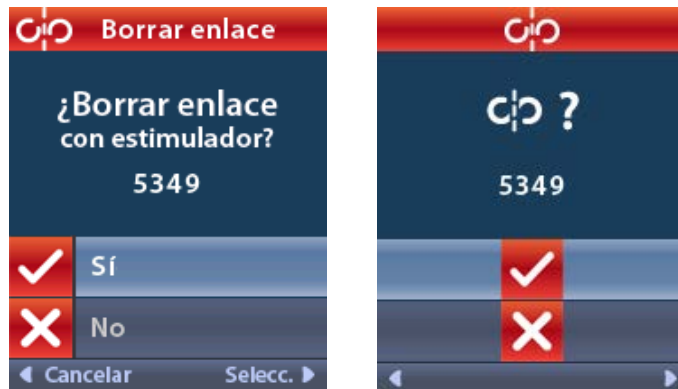 Borrar enlace
¿Borrar enlace
con estimulador?
5349
Sí
No
Cancelar Selecc.
?
5349